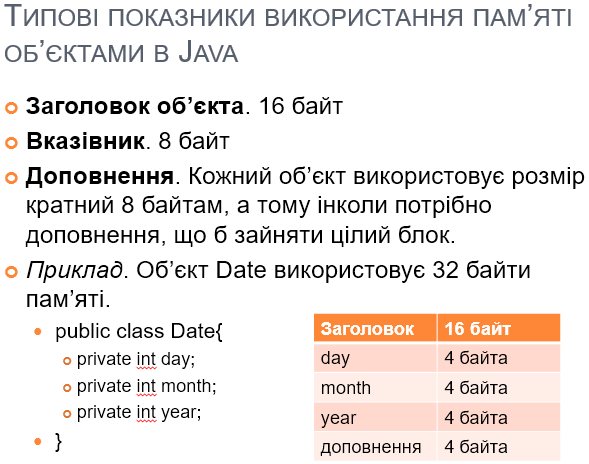 Типові показники використання пам’яті
об’єктами в Java
Заголовок об’єкта. 16 байт
Вказівник. 8 байт
Доповнення. Кожний об’єкт використовує розмір
кратний 8 байтам, а тому інколи потрібно
доповнення, що б зайняти цілий блок.
Приклад. Об’єкт Date використовує 32 байти
пам’яті.
public class Date{
private int day;
private int month;
private int year;
}
Заголовок 16 байт
day 4 байта
month 4 байта
year 4 байта
доповнення 4 байта